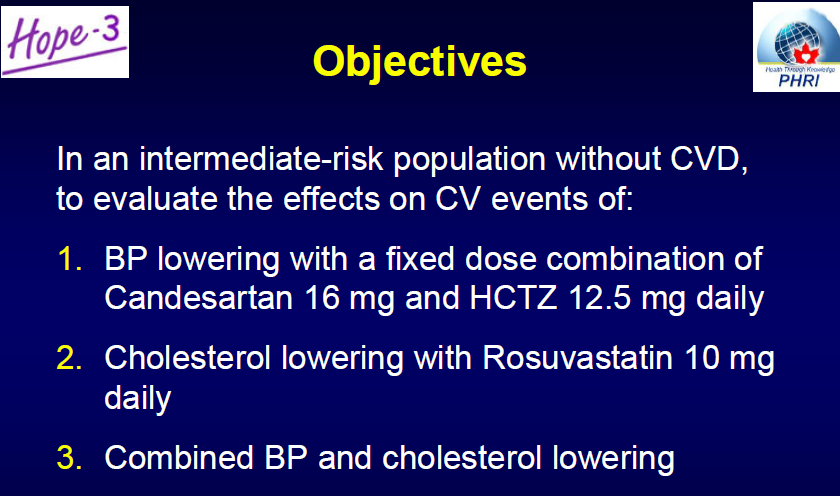 Hope-3
Objectives
Health Through Knowledge
PHRI
In an intermediate-risk population without CVD,
to evaluate the effects on CV events of:
1. BP lowering with a fixed dose combination of
Candesartan 16 mg and HCTZ 12.5 mg daily
2. Cholesterol lowering with Rosuvastatin 10 mg
daily
3. Combined BP and cholesterol lowering